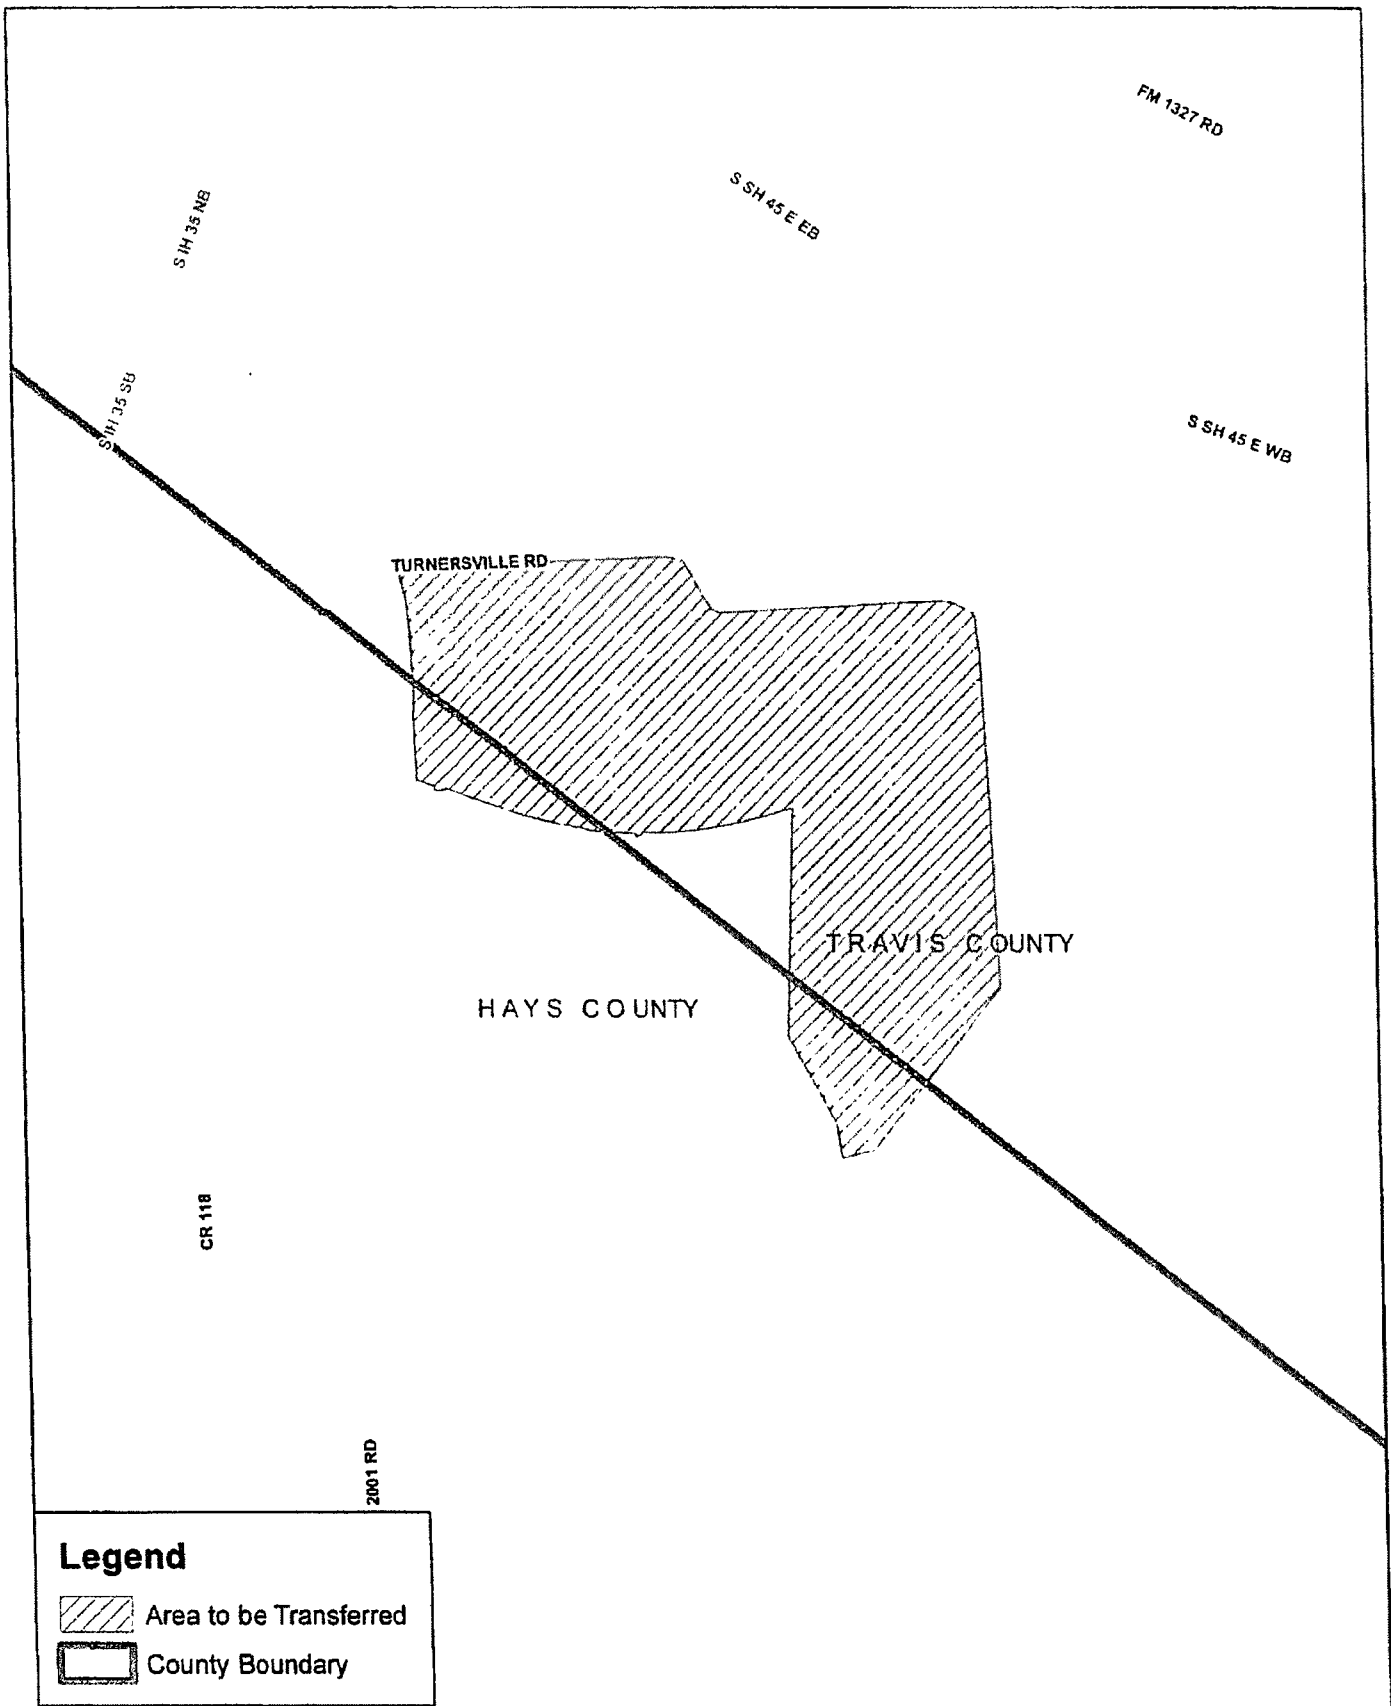 FM 1327 RD
S SH 45 E EB
S IH 35 NB
S IH 35 SB
S SH 45 E WB
TURNERSVILLE RD
TRAVIS COUNTY
HAYS COUNTY
CR 118
2001 RD
Legend
Area to be Transferred
County Boundary